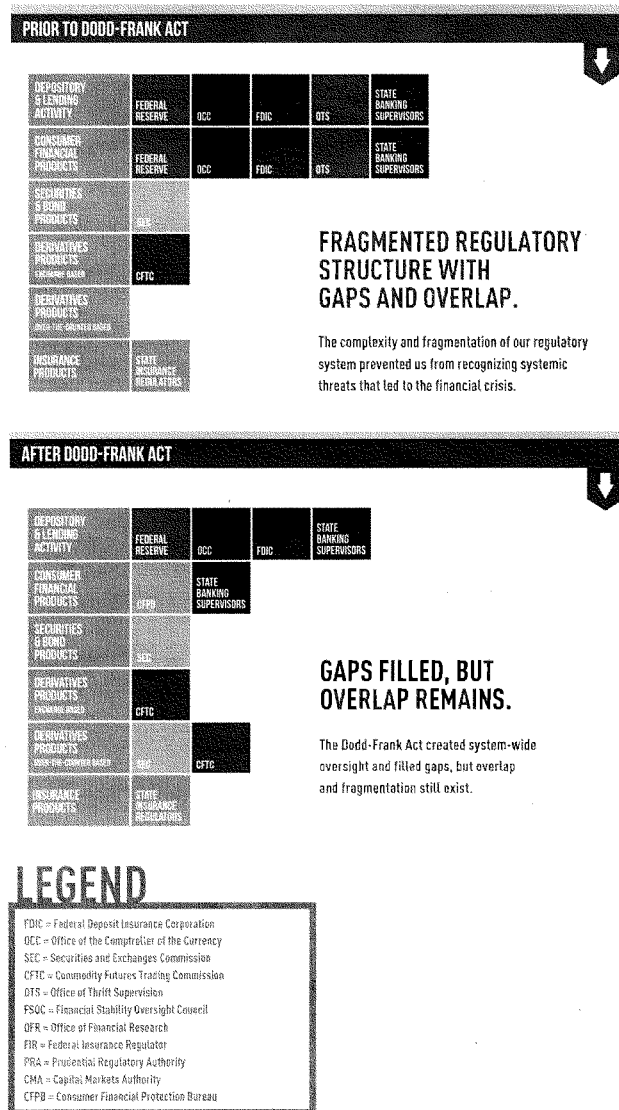 PRIOR TO DODD-FRANK ACT
DEPOSITORY
& LENDING
ACTIVITY
FEDERAL
RESERVE
OCC
FDIC
OTS
STATE
BANKING
SUPERVISORS
CONSUMER
FINANCIAL
PRODUCTS
FEDERAL
RESERVE
OCC
FDIC
OTS
STATE
BANKING
SUPERVISORS
SECURITIES
& BOND
PRODUCTS
SEC
DERIVATIVES
PRODUCTS
EXCHANGE BASED
CFTC
DERIVATIVES
PRODUCTS
OVER-THE-COUNTER BASED
INSURANCE
PRODUCTS
STATE
INSURANCE
REGULATORS
FRAGMENTED REGULATORY
STRUCTURE WITH
GAPS AND OVERLAP.
The complexity and fragmentation of our regulatory
system prevented us from recognizing systemic
threats that led to the financial crisis.
AFTER DODD-FRANK ACT
DEPOSITORY
& LENDING
ACTIVITY
FEDERAL
RESERVE
OCC
FDIC
STATE
BANKING
SUPERVISORS
CONSUMER
FINANCIAL
PRODUCTS
CFPB
STATE
BANKING
SUPERVISORS
SECURITIES
& BOND
PRODUCTS
SEC
DERIVATIVES
PRODUCTS
EXCHANGE BASED
CFTC
DERIVATIVES
PRODUCTS
OVER-THE-COUNTER BASED
SEC
CFTC
INSURANCE
PRODUCTS
STATE
INSURANCE
REGULATORS
GAPS FILLED, BUT
OVERLAP REMAINS.
The Dodd-Frank Act created system-wide
oversight and filled gaps, but overlap
and fragmentation still exist.
LEGEND
FDIC = Federal Deposit Insurance Corporation
OCC = Office of the Comptroller of the Currency
SEC = Securities and Exchanges Commission
CFTC = Commodity Futures Trading Commission
OTS = Office of Thrift Supervision
FSOC = Financial Stability Oversight Council
OFR = Office of Financial Research
FIR = Federal Insurance Regulator
PRA = Prudential Regulatory Authority
CMA = Capital Markets Authority
CFPB = Consumer Financial Protection Bureau